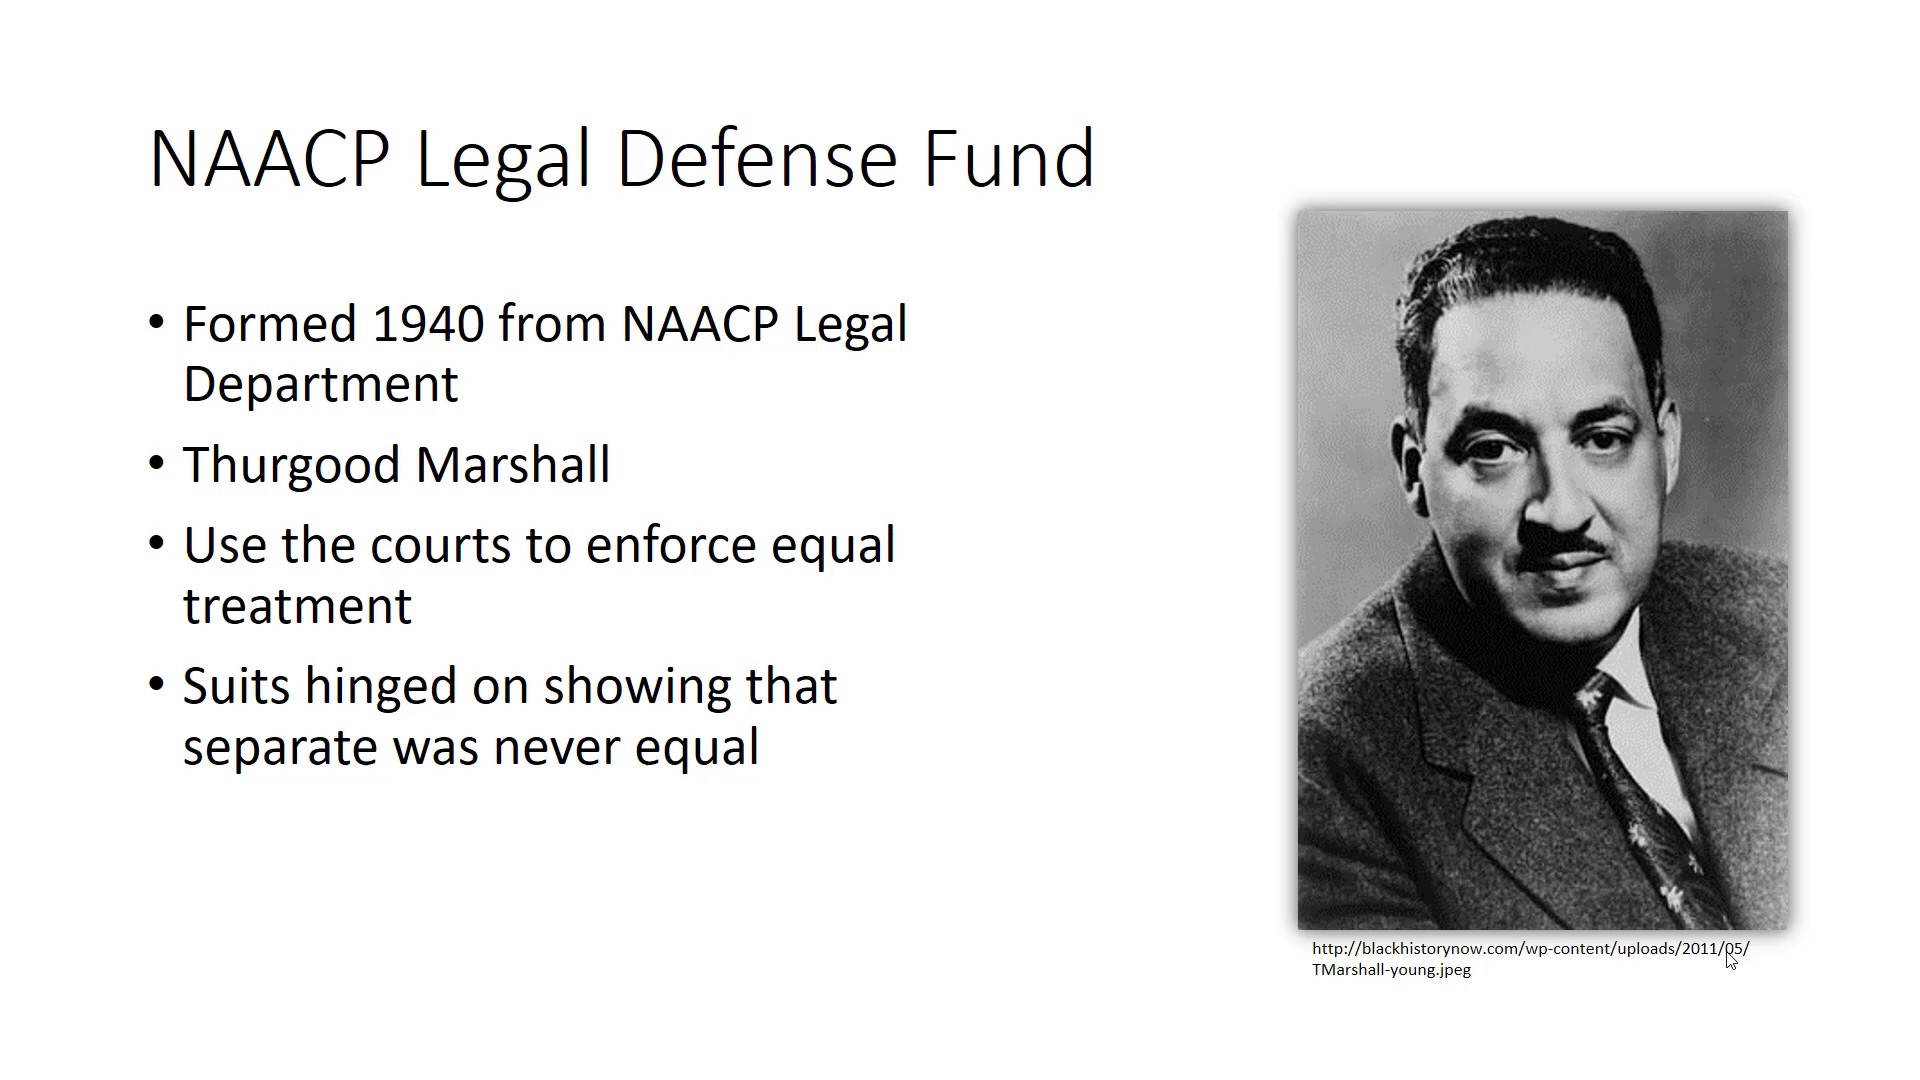 NAACP Legal Defense Fund
• Formed 1940 from NAACP Legal
Department
• Thurgood Marshall
• Use the courts to enforce equal
treatment
• Suits hinged on showing that
separate was never equal
http://blackhistorynow.com/wp-content/uploads/2011/05/
TMarshall-young.jpeg